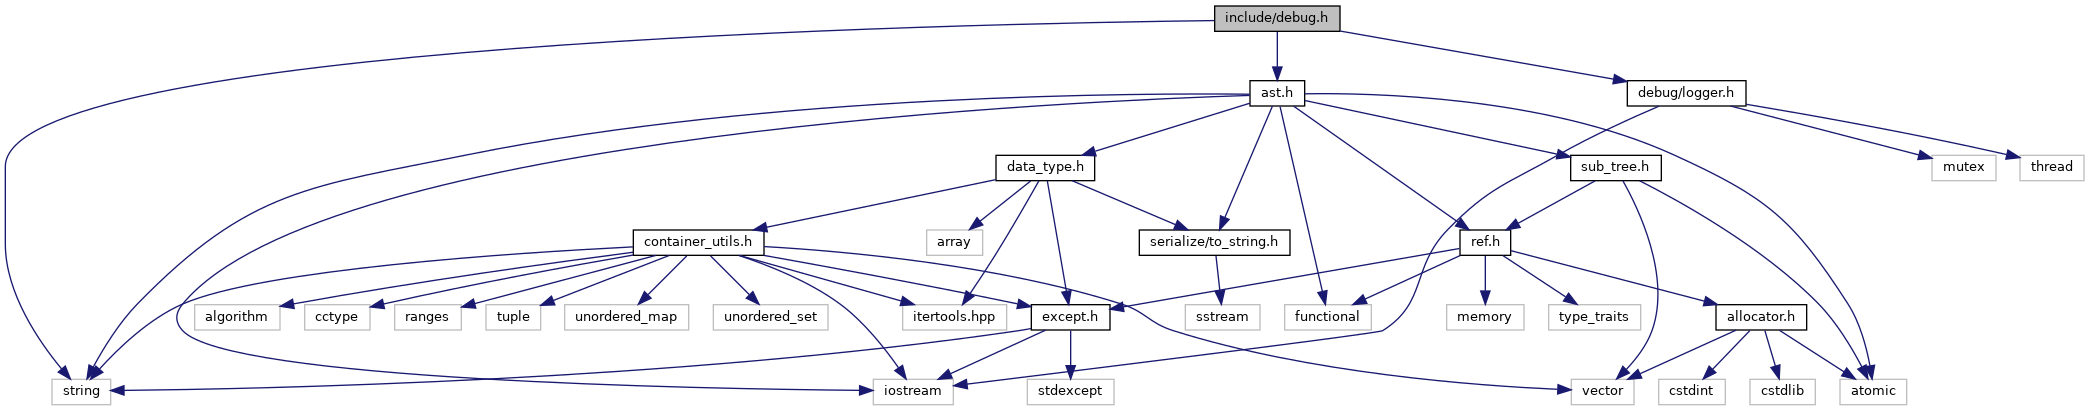 include/debug.h
ast.h
debug/logger.h
data_type.h
sub_tree.h
mutex
thread
container_utils.h
array
serialize/to_string.h
ref.h
algorithm
cctype
ranges
tuple
unordered_map
unordered_set
itertools.hpp
except.h
sstream
functional
memory
type_traits
allocator.h
string
iostream
stdexcept
vector
cstdint
cstdlib
atomic